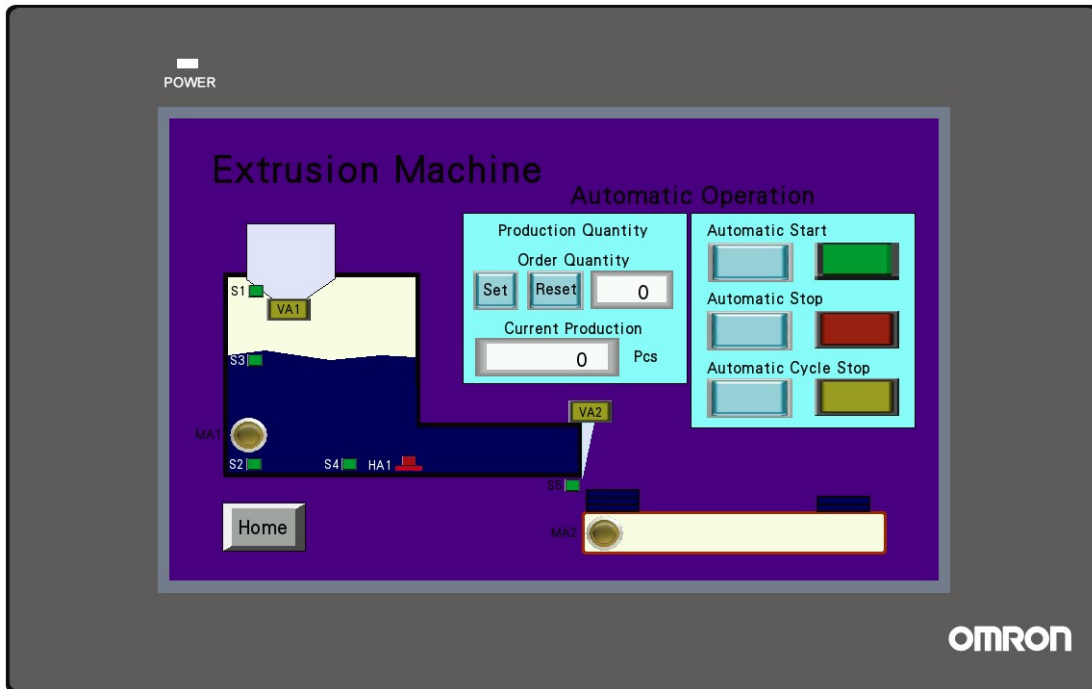 POWER
Extrusion Machine
Automatic Operation
Production Quantity
Order Quantity
Set Reset 0
Current Production
0 Pcs
Automatic Start
Automatic Stop
Automatic Cycle Stop
S1
VA1
S3
MA1
S2 S4 HA1
VA2
S5
MA2
Home
OMRON